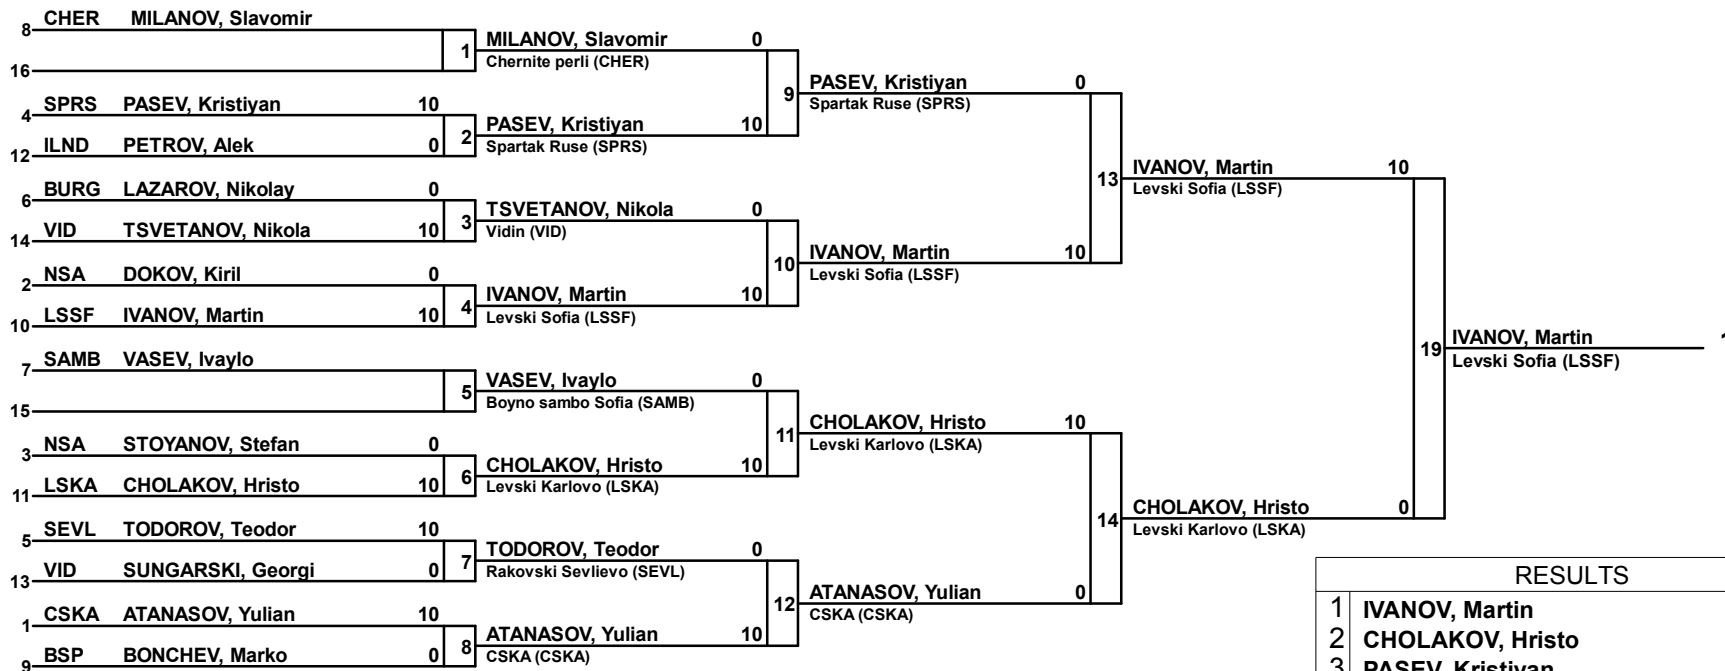 8 CHER MILANOV, Slavomir
16
1 MILANOV, Slavomir 0
Chernite perli (CHER)
4 SPRS PASEV, Kristiyan 10
12 ILND PETROV, Alek 0
2 PASEV, Kristiyan 10
Spartak Ruse (SPRS)
9 PASEV, Kristiyan 0
Spartak Ruse (SPRS)
6 BURG LAZAROV, Nikolay 0
14 VID TSVETANOV, Nikola 10
3 TSVETANOV, Nikola 0
Vidin (VID)
2 NSA DOKOV, Kiril 0
10 LSSF IVANOV, Martin 10
4 IVANOV, Martin 10
Levski Sofia (LSSF)
10 IVANOV, Martin 10
Levski Sofia (LSSF)
13 IVANOV, Martin 10
Levski Sofia (LSSF)
7 SAMB VASEV, Ivaylo
15
5 VASEV, Ivaylo 0
Boyno sambo Sofia (SAMB)
3 NSA STOYANOV, Stefan 0
11 LSKA CHOLAKOV, Hristo 10
6 CHOLAKOV, Hristo 10
Levski Karlovo (LSKA)
11 CHOLAKOV, Hristo 10
Levski Karlovo (LSKA)
5 SEVL TODOROV, Teodor 10
13 VID SUNGARSKI, Georgi 0
7 TODOROV, Teodor 0
Rakovski Sevlievo (SEVL)
1 CSKA ATANASOV, Yulian 10
9 BSP BONCHEV, Marko 0
8 ATANASOV, Yulian 10
CSKA (CSKA)
12 ATANASOV, Yulian 0
CSKA (CSKA)
14 CHOLAKOV, Hristo 0
Levski Karlovo (LSKA)
19 IVANOV, Martin
Levski Sofia (LSSF)
RESULTS
1 IVANOV, Martin
2 CHOLAKOV, Hristo
3 PASEV, Kristiyan